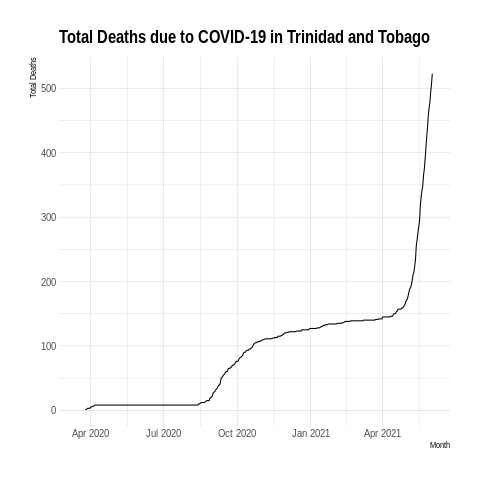 Total Deaths due to COVID-19 in Trinidad and Tobago
Total Deaths
500
400
300
200
100
0
Apr 2020 Jul 2020 Oct 2020 Jan 2021 Apr 2021
Month